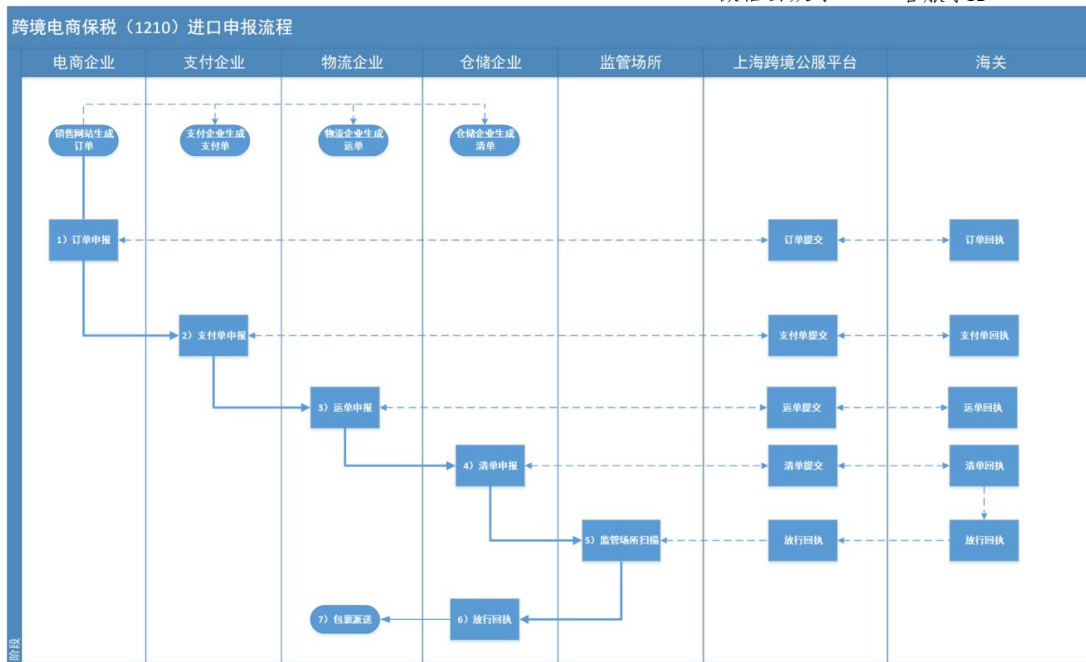 跨境电商保税（1210）进口申报流程
电商企业 支付企业 物流企业 仓储企业 监管场所 上海跨境公服平台 海关
销售网站生成
订单
支付企业生成
支付单
物流企业生成
运单
仓储企业生成
清单
1）订单申报 订单提交 订单回执
2）支付单申报 支付单提交 支付单回执
3）运单申报 运单提交 运单回执
4）清单申报 清单提交 清单回执
5）监管场所扫描 放行回执 放行回执
7）包裹派送 6）放行回执
阶段